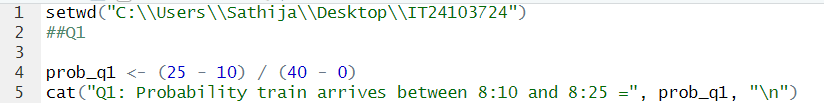 1 setwd("C:\\Users\\Sathija\\Desktop\\IT24103724")
2 ##Q1
3
4 prob_q1 <- (25 - 10) / (40 - 0)
5 cat("Q1: Probability train arrives between 8:10 and 8:25 =", prob_q1, "\n")